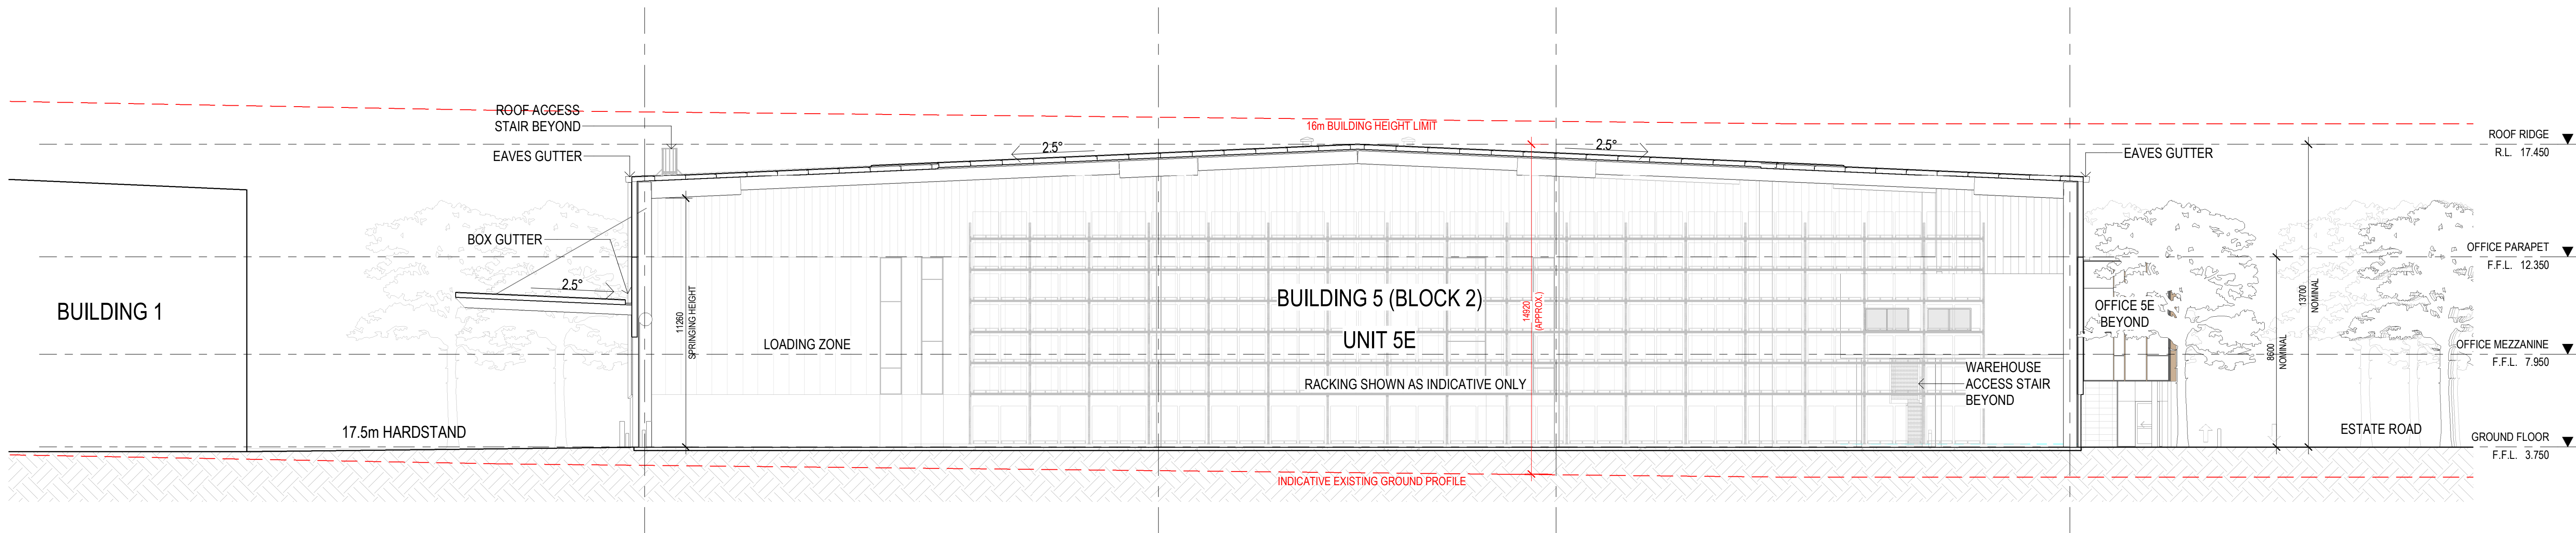 ROOF ACCESS
STAIR BEYOND
EAVES GUTTER
BOX GUTTER
2.5°
BUILDING 1
17.5m HARDSTAND
11260
SPRINGING HEIGHT
LOADING ZONE
2.5°
16m BUILDING HEIGHT LIMIT
2.5°
BUILDING 5 (BLOCK 2)
UNIT 5E
RACKING SHOWN AS INDICATIVE ONLY
14920
(APPROX.)
INDICATIVE EXISTING GROUND PROFILE
WAREHOUSE
ACCESS STAIR
BEYOND
EAVES GUTTER
OFFICE 5E
BEYOND
8600
NOMINAL
13700
NOMINAL
ESTATE ROAD
ROOF RIDGE
R.L. 17.450
OFFICE PARAPET
F.F.L. 12.350
OFFICE MEZZANINE
F.F.L. 7.950
GROUND FLOOR
F.F.L. 3.750